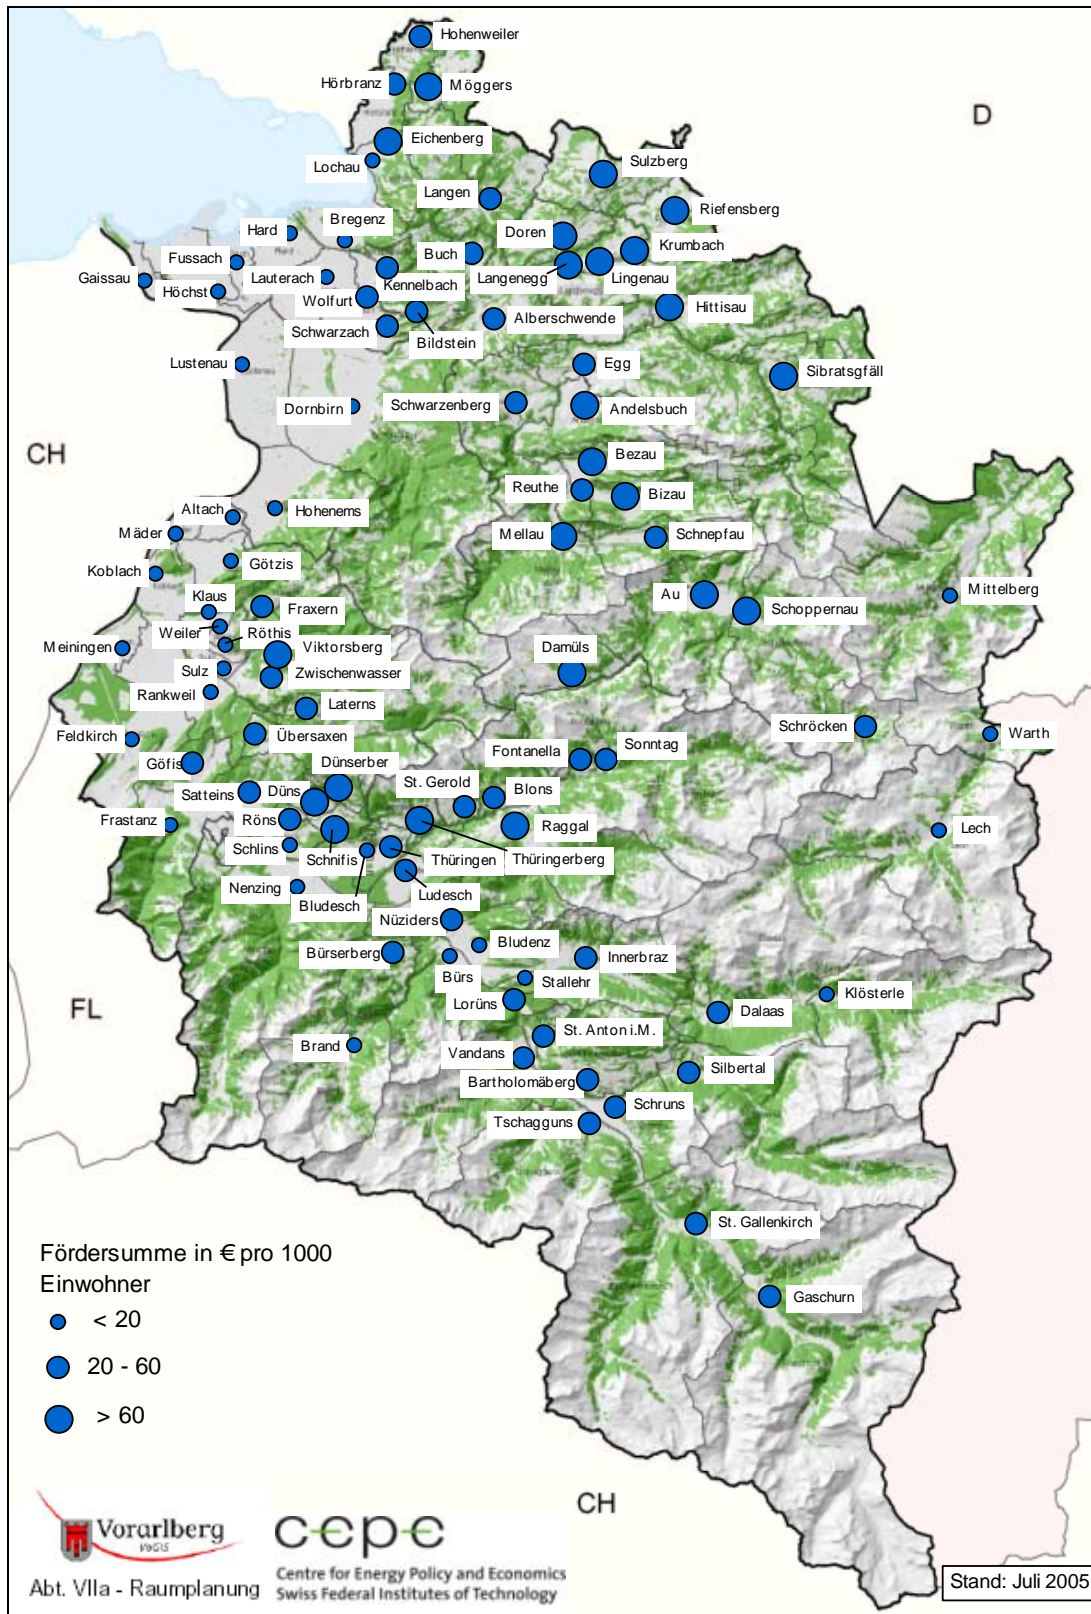 Hohenweiler
Hörbranz
Möggers
D
Eichenberg
Lochau
Sulzberg
Langen
Riefensberg
Bregenz
Hard
Doren
Krumbach
Fussach
Buch
Gaissau
Lauterach
Kennelbach
Langenegg
Lingenau
Höchst
Wolfurt
Hittisau
Alberschwende
Schwarzach
Bildstein
Lustenau
Egg
Sibratsgfäll
Dornbirn
Schwarzenberg
Andelsbuch
CH
Bezau
Reuthe
Bizau
Altach
Hohenems
Mäder
Mellau
Schnepfau
Götzis
Koblach
Klaus
Fraxern
Au
Mittelberg
Schoppernau
Weiler
Röthis
Meiningen
Viktorsberg
Damüls
Sulz
Zwischenwasser
Rankweil
Laterns
Schröcken
Feldkirch
Übersaxen
Warth
Göfis
Dünserber
Fontanella
Sonntag
Satteins
Düns
St. Gerold
Blons
Frastanz
Röns
Raggal
Lech
Schlins
Schnifis
Thüringen
Thüringerberg
Nenzing
Bludesch
Ludesch
Nüziders
Bürserberg
Bludenz
Innerbraz
Bürs
Stallehr
FL
Lorüns
Klösterle
Dalaas
Brand
St. Anton i.M.
Vandans
Silbertal
Bartholomäberg
Schruns
Tschagguns
St. Gallenkirch
Fördersumme in € pro 1000
Einwohner
Gaschurn
< 20
20 - 60
> 60
CH
Vorarlberg
VoGIS
Abt. VIIa - Raumplanung
cepe
Centre for Energy Policy and Economics
Swiss Federal Institutes of Technology
Stand: Juli 2005